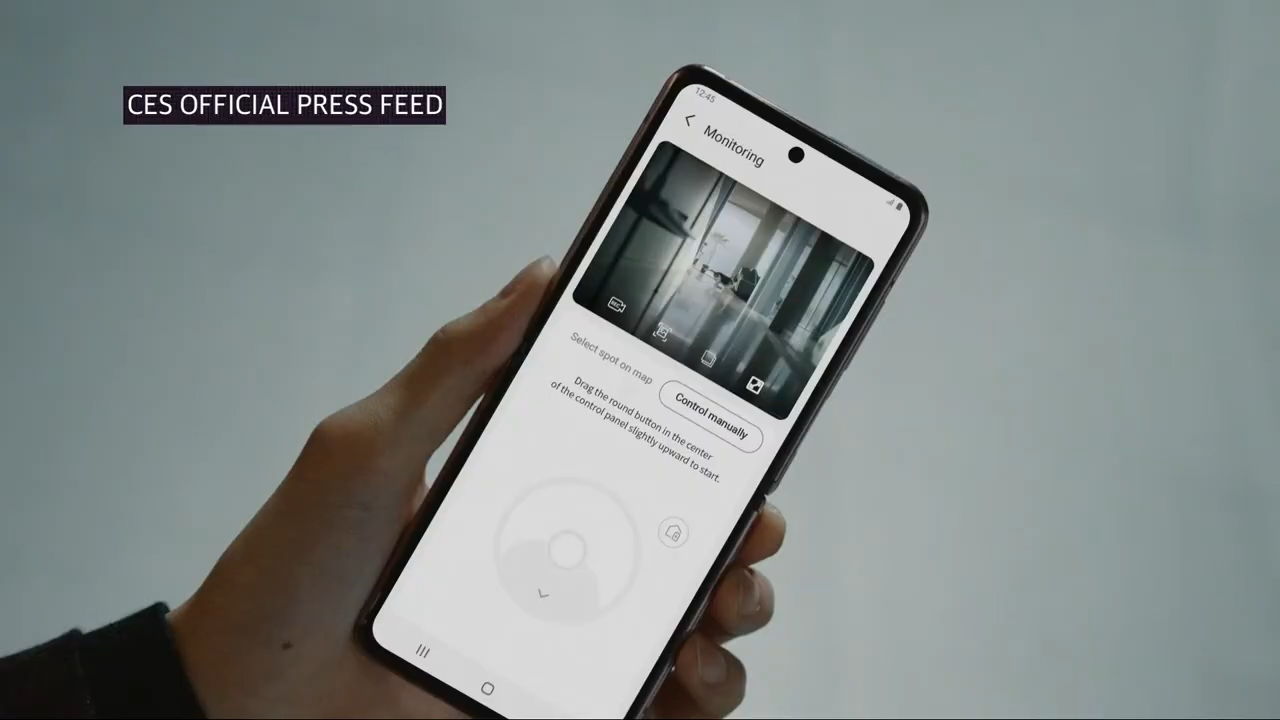 CES OFFICIAL PRESS FEED
12:45
Monitoring
REC
Select spot on map
Control manually
Drag the round button in the center
of the control panel slightly upward to start.